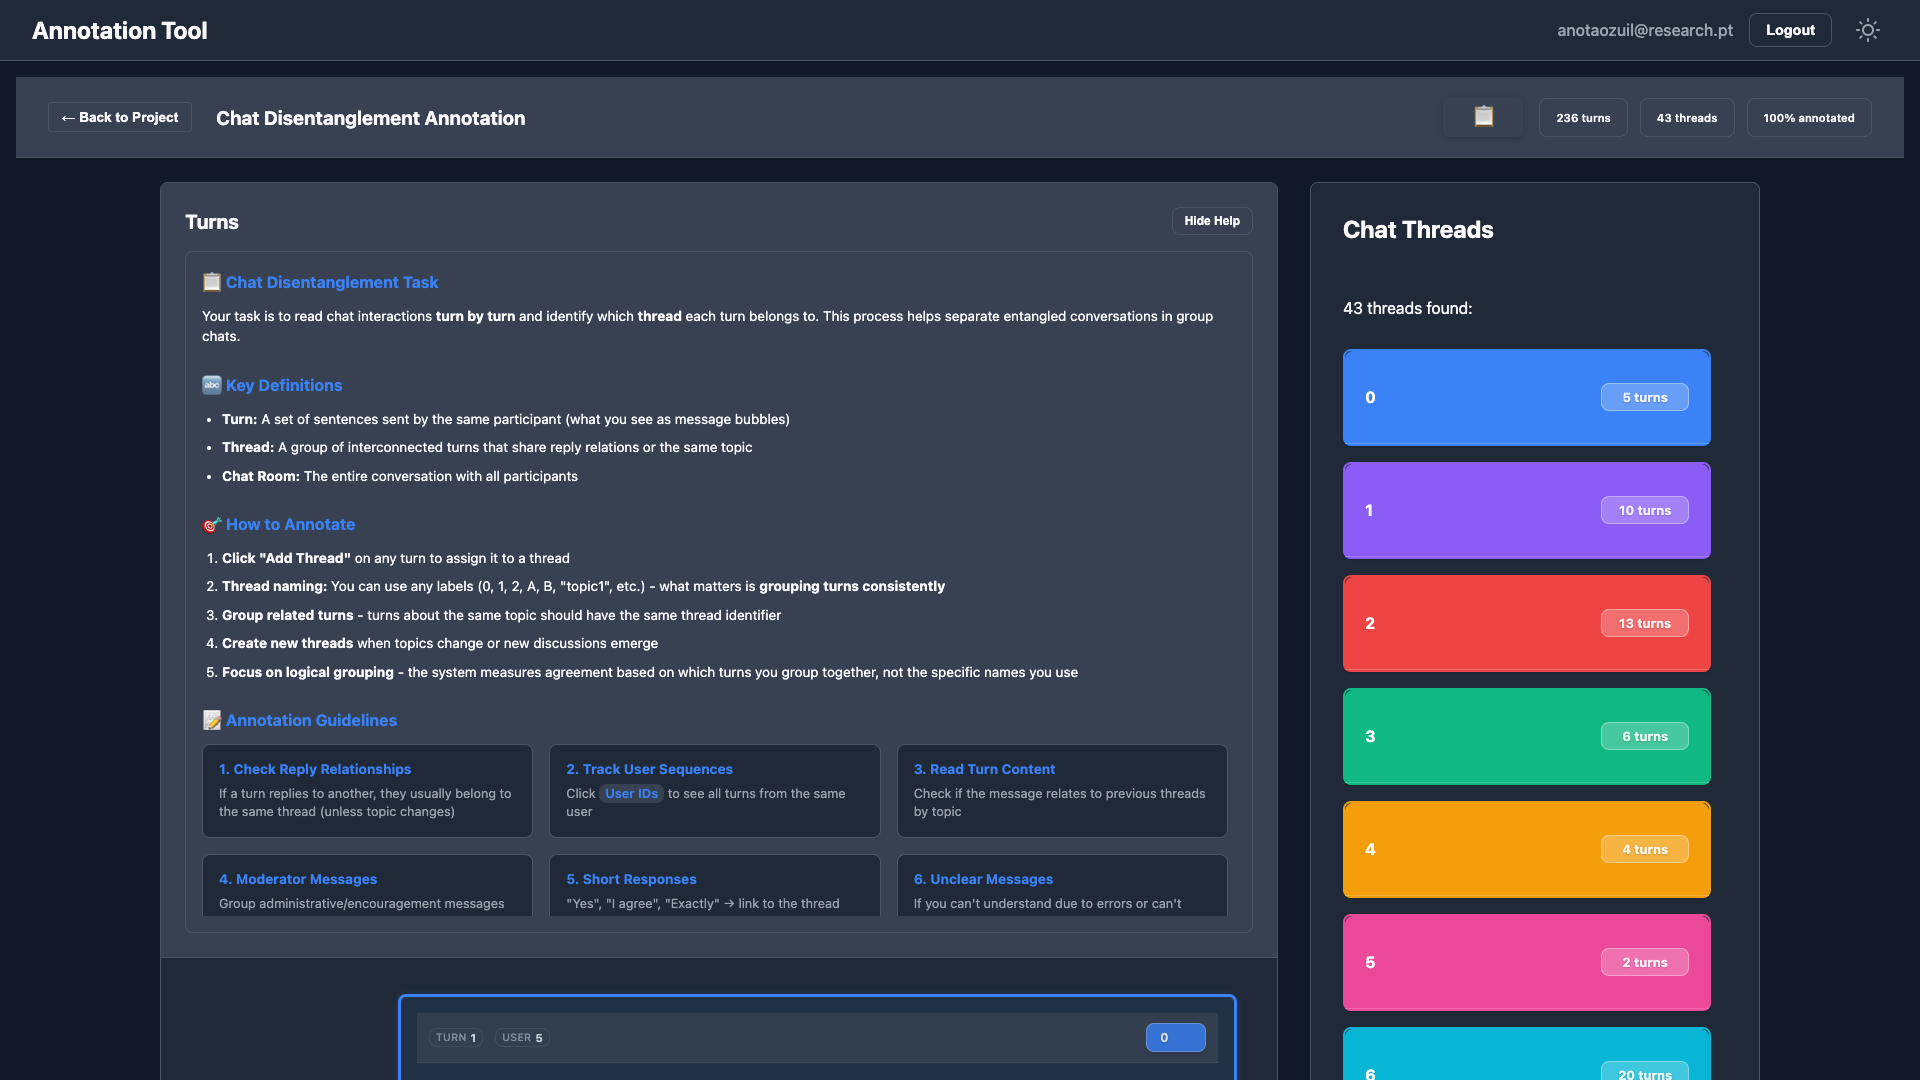 Annotation Tool
anotaozuil@research.pt
Logout
← Back to Project
Chat Disentanglement Annotation
236 turns
43 threads
100% annotated
Turns
Hide Help
Chat Disentanglement Task
Your task is to read chat interactions turn by turn and identify which thread each turn belongs to. This process helps separate entangled conversations in group
chats.
abc Key Definitions
• Turn: A set of sentences sent by the same participant (what you see as message bubbles)
• Thread: A group of interconnected turns that share reply relations or the same topic
• Chat Room: The entire conversation with all participants
How to Annotate
1. Click "Add Thread" on any turn to assign it to a thread
2. Thread naming: You can use any labels (0, 1, 2, A, B, "topic1", etc.) - what matters is grouping turns consistently
3. Group related turns - turns about the same topic should have the same thread identifier
4. Create new threads when topics change or new discussions emerge
5. Focus on logical grouping - the system measures agreement based on which turns you group together, not the specific names you use
Annotation Guidelines
1. Check Reply Relationships
If a turn replies to another, they usually belong to
the same thread (unless topic changes)
2. Track User Sequences
Click User IDs to see all turns from the same
user
3. Read Turn Content
Check if the message relates to previous threads
by topic
4. Moderator Messages
Group administrative/encouragement messages
5. Short Responses
"Yes", "I agree", "Exactly" → link to the thread
6. Unclear Messages
If you can't understand due to errors or can't
TURN 1
USER 5
0
Chat Threads
43 threads found:
0
5 turns
1
10 turns
2
13 turns
3
6 turns
4
4 turns
5
2 turns
6
20 turns